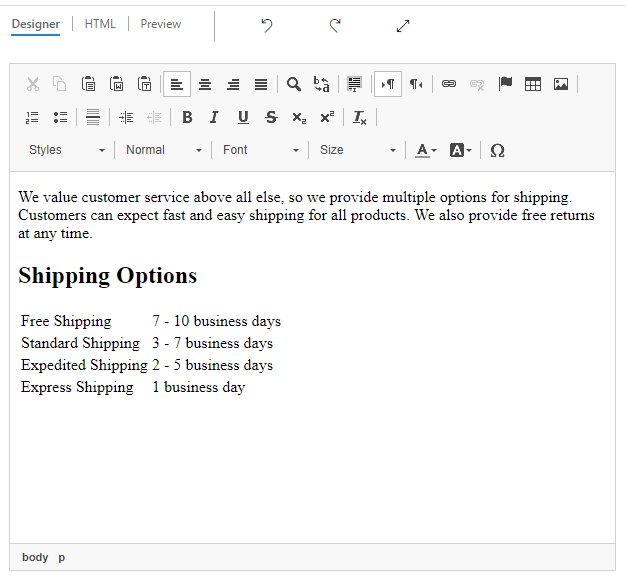 Designer HTML Preview
Styles Normal Font Size
We value customer service above all else, so we provide multiple options for shipping.
Customers can expect fast and easy shipping for all products. We also provide free returns
at any time.
Shipping Options
Free Shipping 7 - 10 business days
Standard Shipping 3 - 7 business days
Expedited Shipping 2 - 5 business days
Express Shipping 1 business day
body p